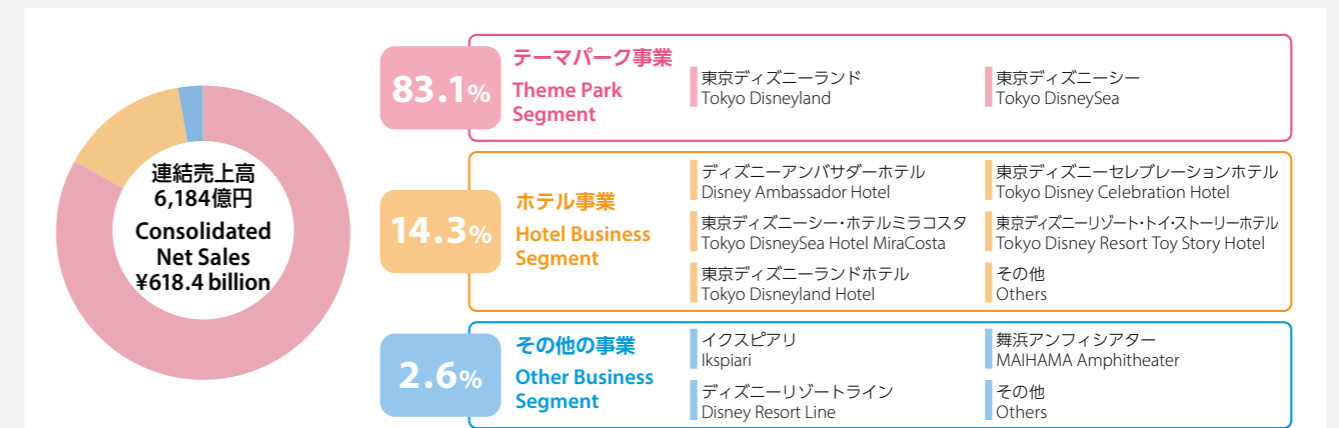 連結売上高
6,184億円
Consolidated
Net Sales
¥618.4 billion
83.1%
テーマパーク事業
Theme Park
Segment
東京ディズニーランド
Tokyo Disneyland
東京ディズニーシー
Tokyo DisneySea
14.3%
ホテル事業
Hotel Business
Segment
ディズニーアンバサダーホテル
Disney Ambassador Hotel
東京ディズニーセレブレーションホテル
Tokyo Disney Celebration Hotel
東京ディズニーシー・ホテルミラコスタ
Tokyo DisneySea Hotel MiraCosta
東京ディズニーリゾート・トイ・ストーリーホテル
Tokyo Disney Resort Toy Story Hotel
東京ディズニーランドホテル
Tokyo Disneyland Hotel
その他
Others
2.6%
その他の事業
Other Business
Segment
イクスピアリ
Ikspiari
舞浜アンフィシアター
MAIHAMA Amphitheater
ディズニーリゾートライン
Disney Resort Line
その他
Others